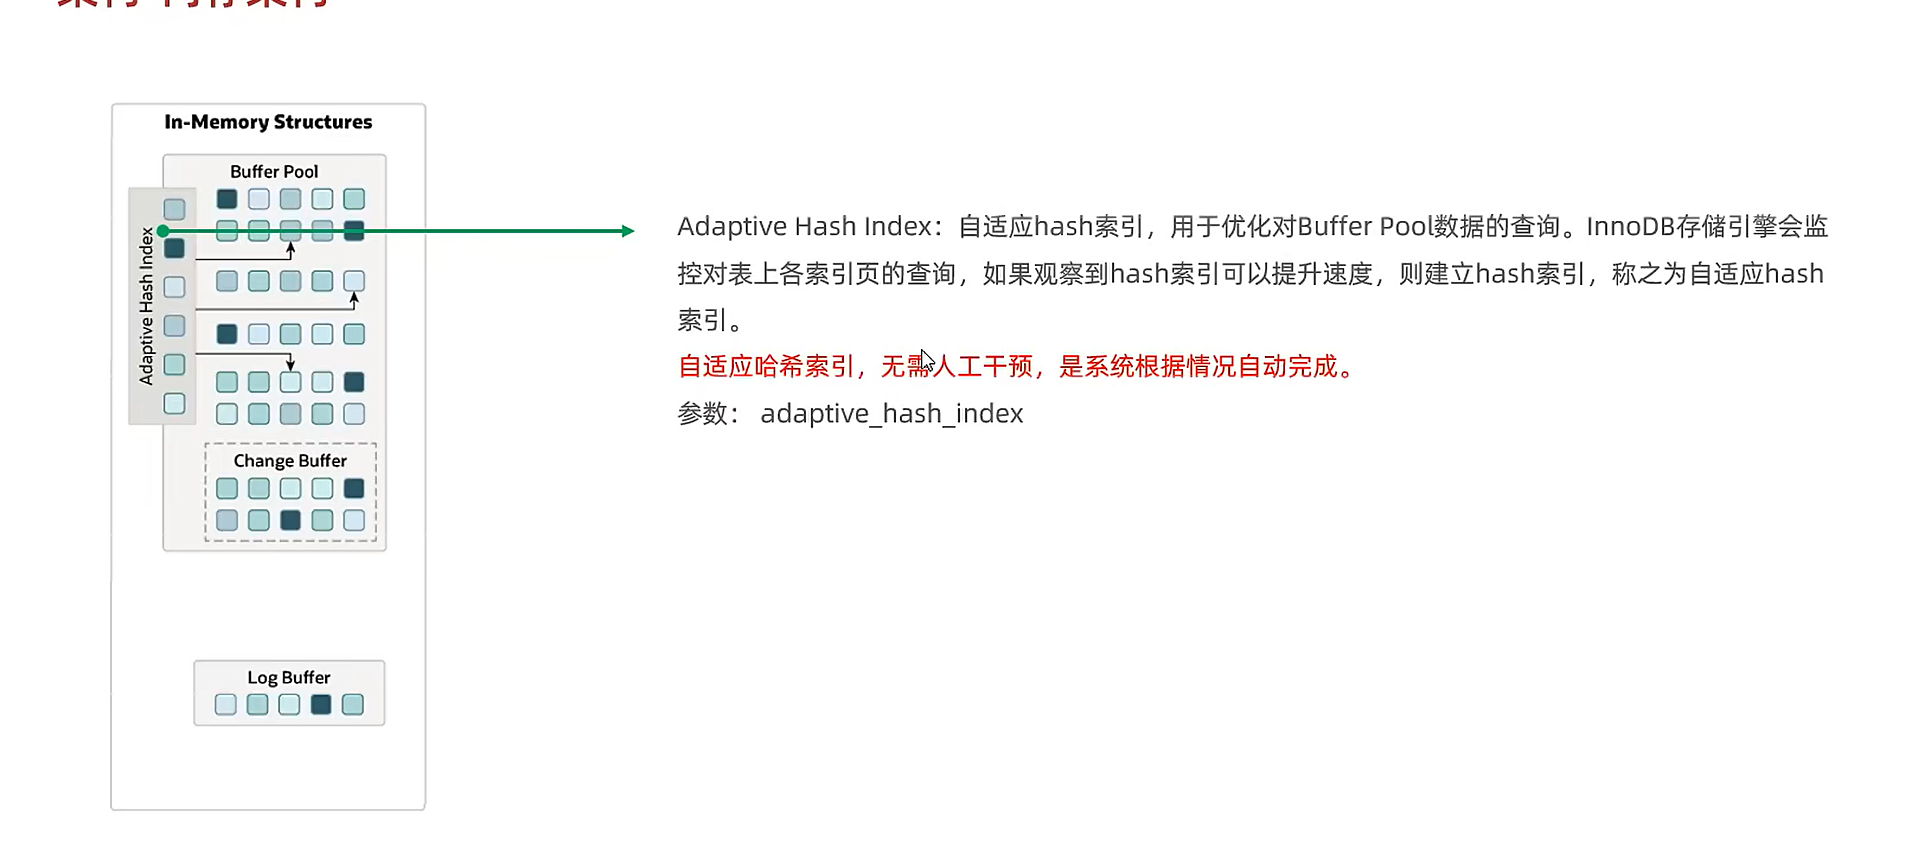 In-Memory Structures
Buffer Pool
Adaptive Hash Index
Change Buffer
Log Buffer
Adaptive Hash Index：自适应hash索引，用于优化对Buffer Pool数据的查询。InnoDB存储引擎会监
控对表上各索引页的查询，如果观察到hash索引可以提升速度，则建立hash索引，称之为自适应hash
索引。
自适应哈希索引，无需人工干预，是系统根据情况自动完成。
参数： adaptive_hash_index